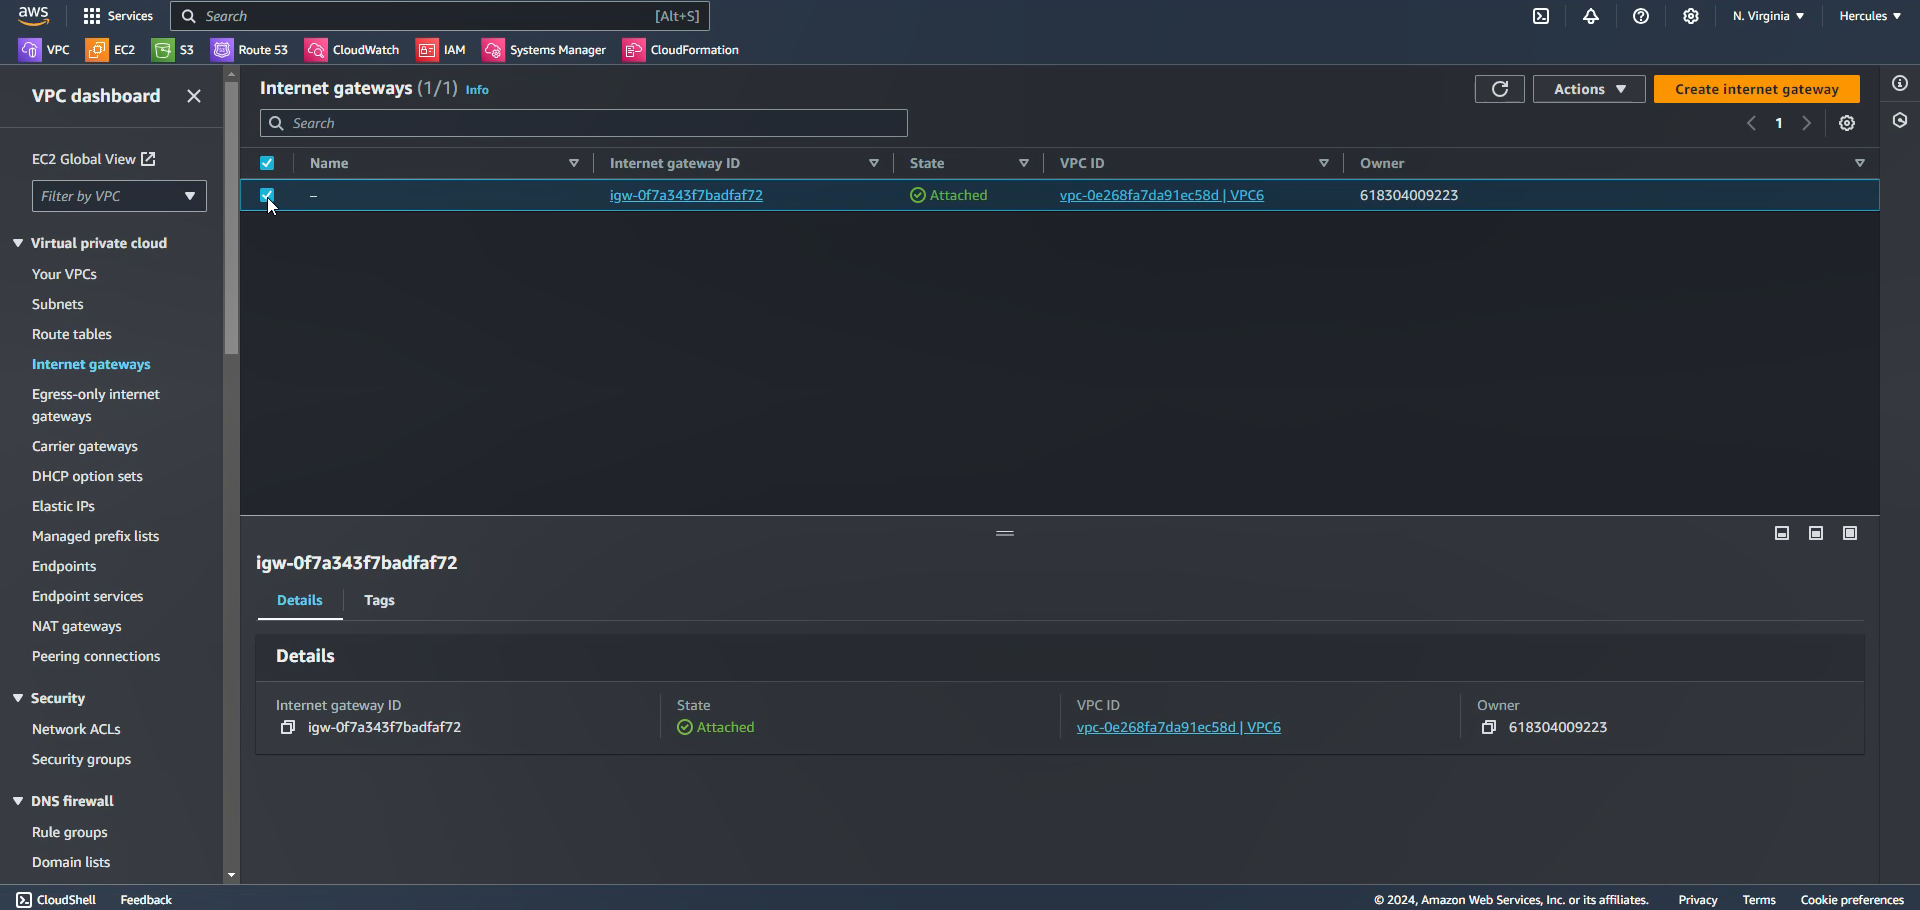 aws Services Search [Alt+S] N. Virginia Hercules
VPC EC2 S3 Route 53 CloudWatch IAM Systems Manager CloudFormation
VPC dashboard
EC2 Global View
Filter by VPC
Virtual private cloud
Your VPCs
Subnets
Route tables
Internet gateways
Egress-only internet
gateways
Carrier gateways
DHCP option sets
Elastic IPs
Managed prefix lists
Endpoints
Endpoint services
NAT gateways
Peering connections
Security
Network ACLs
Security groups
DNS firewall
Rule groups
Domain lists
Internet gateways (1/1) Info
Actions Create internet gateway
Search
1
Name Internet gateway ID State VPC ID Owner
– igw-0f7a343f7badfaf72 Attached vpc-0e268fa7da91ec58d | VPC6 618304009223
igw-0f7a343f7badfaf72
Details Tags
Details
Internet gateway ID State VPC ID Owner
igw-0f7a343f7badfaf72 Attached vpc-0e268fa7da91ec58d | VPC6 618304009223
CloudShell Feedback © 2024, Amazon Web Services, Inc. or its affiliates. Privacy Terms Cookie preferences